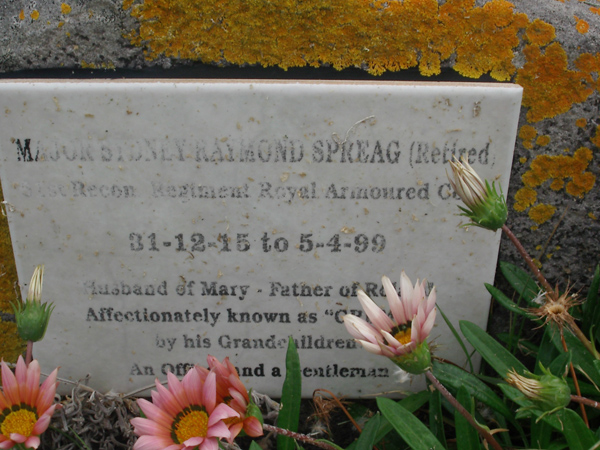 MAJOR SYDNEY RAYMOND SPREAG (Retired
Recon Regiment Royal Armoured
31-12-15 to 5-4-99
Husband of Mary - Father of
Affectionately known as
by his Grandchildren
An Officer and a Gentleman